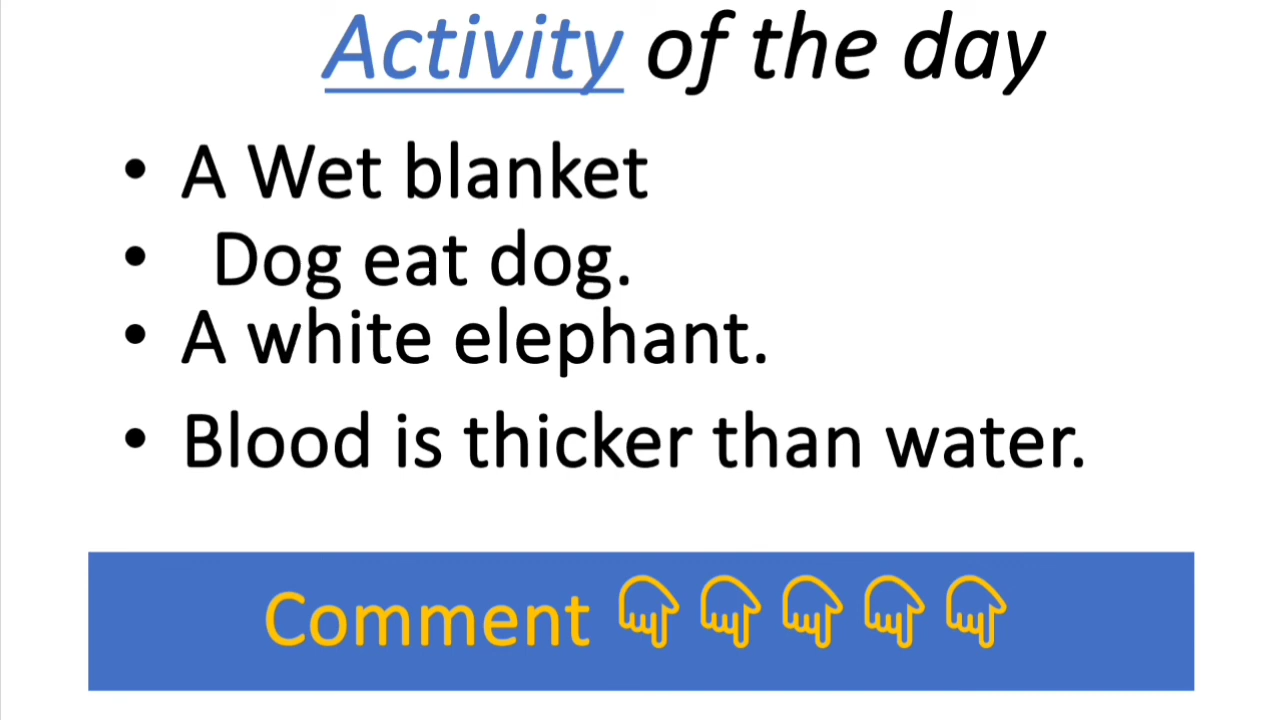 Activity of the day
• A Wet blanket
• Dog eat dog.
• A white elephant.
• Blood is thicker than water.
Comment 👇👇👇👇👇